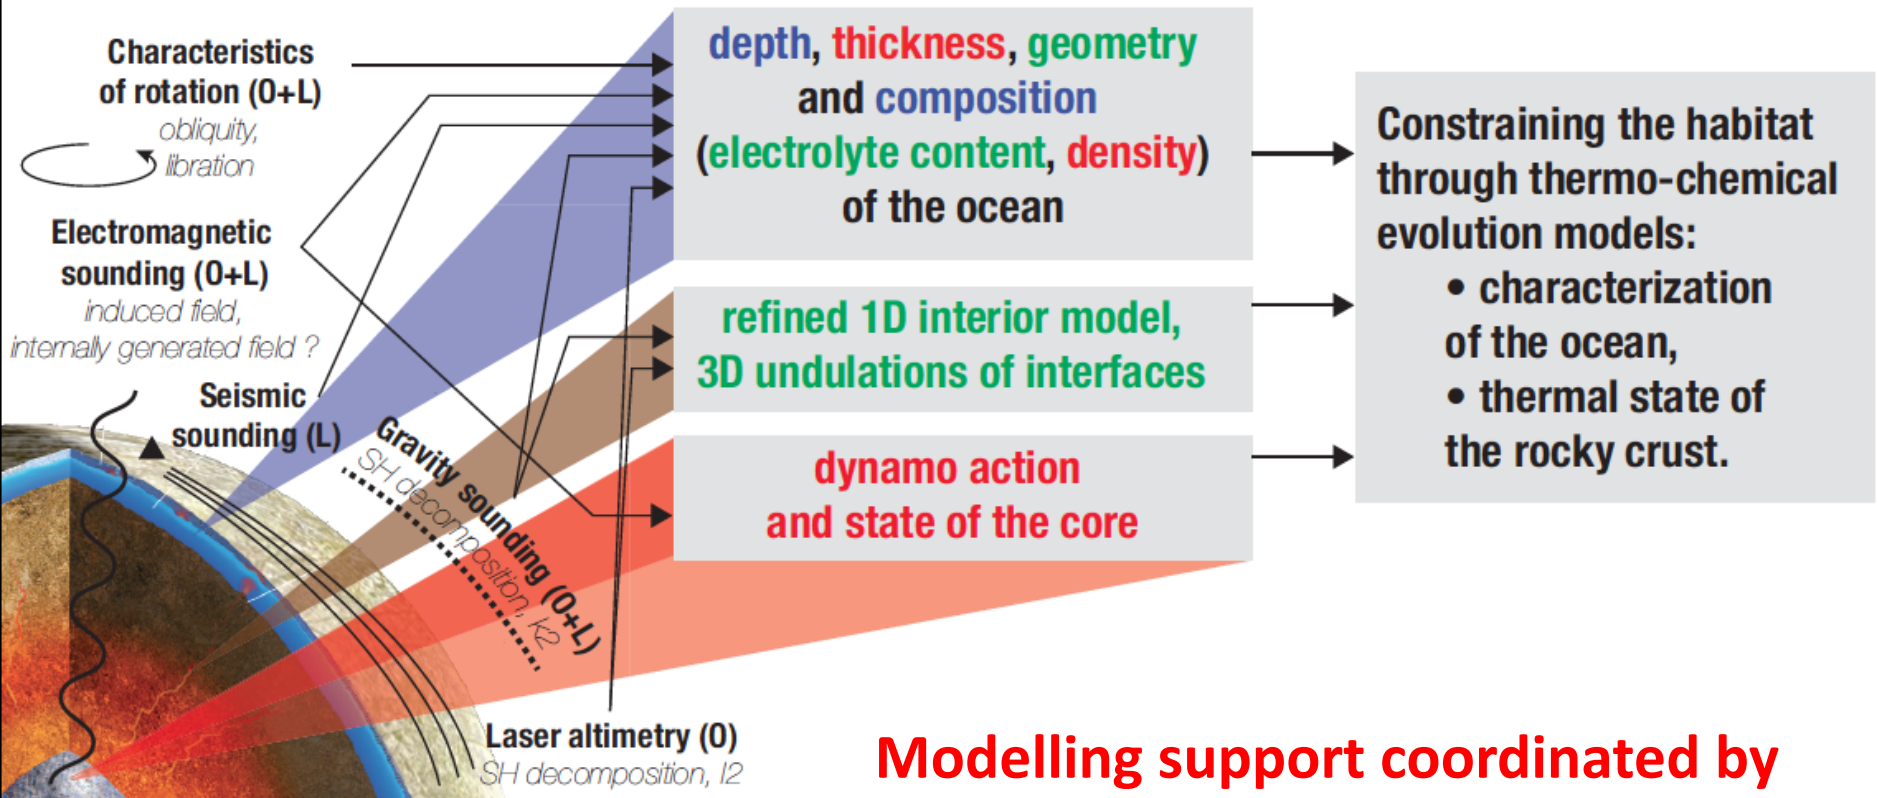 Characteristics
of rotation (O+L)
obliquity,
libration
Electromagnetic
sounding (O+L)
induced field,
internally generated field ?
Seismic
sounding (L)
Gravity sounding (O+L)
SH decomposition, k2
Laser altimetry (O)
SH decomposition, l2
depth, thickness, geometry
and composition
(electrolyte content, density)
of the ocean
refined 1D interior model,
3D undulations of interfaces
dynamo action
and state of the core
Constraining the habitat
through thermo-chemical
evolution models:
• characterization
of the ocean,
• thermal state of
the rocky crust.
Modelling support coordinated by